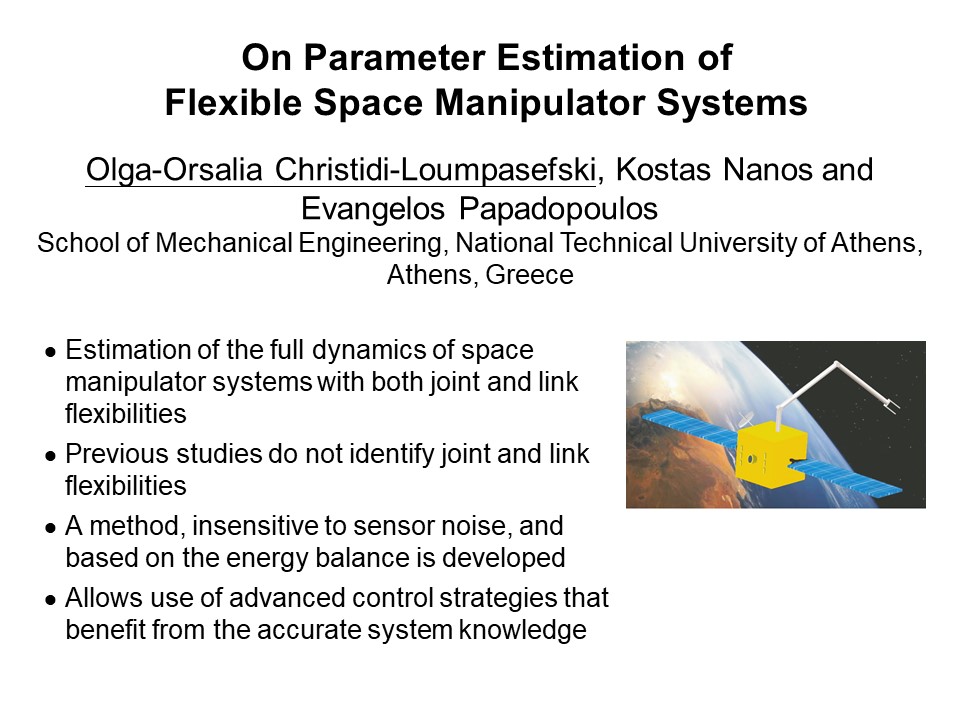 On Parameter Estimation of
Flexible Space Manipulator Systems
Olga-Orsalia Christidi-Loumpasefski, Kostas Nanos and
Evangelos Papadopoulos
School of Mechanical Engineering, National Technical University of Athens,
Athens, Greece
● Estimation of the full dynamics of space
manipulator systems with both joint and link
flexibilities
● Previous studies do not identify joint and link
flexibilities
● A method, insensitive to sensor noise, and
based on the energy balance is developed
● Allows use of advanced control strategies that
benefit from the accurate system knowledge